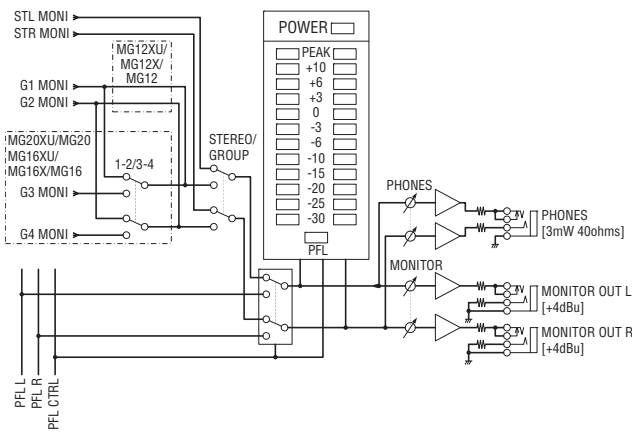 STL MONI
STR MONI
MG12XU/
MG12X/
MG12
G1 MONI
G2 MONI
MG20XU/MG20
MG16XU/
MG16X/MG16
1-2/3-4
G3 MONI
G4 MONI
STEREO/
GROUP
POWER
PEAK
+10
+6
+3
0
-3
-6
-10
-15
-20
-25
-30
PFL
PHONES
MONITOR
PHONES
[3mW 40ohms]
MONITOR OUT L
[+4dBu]
MONITOR OUT R
[+4dBu]
PFL L
PFL R
PFL CTRL